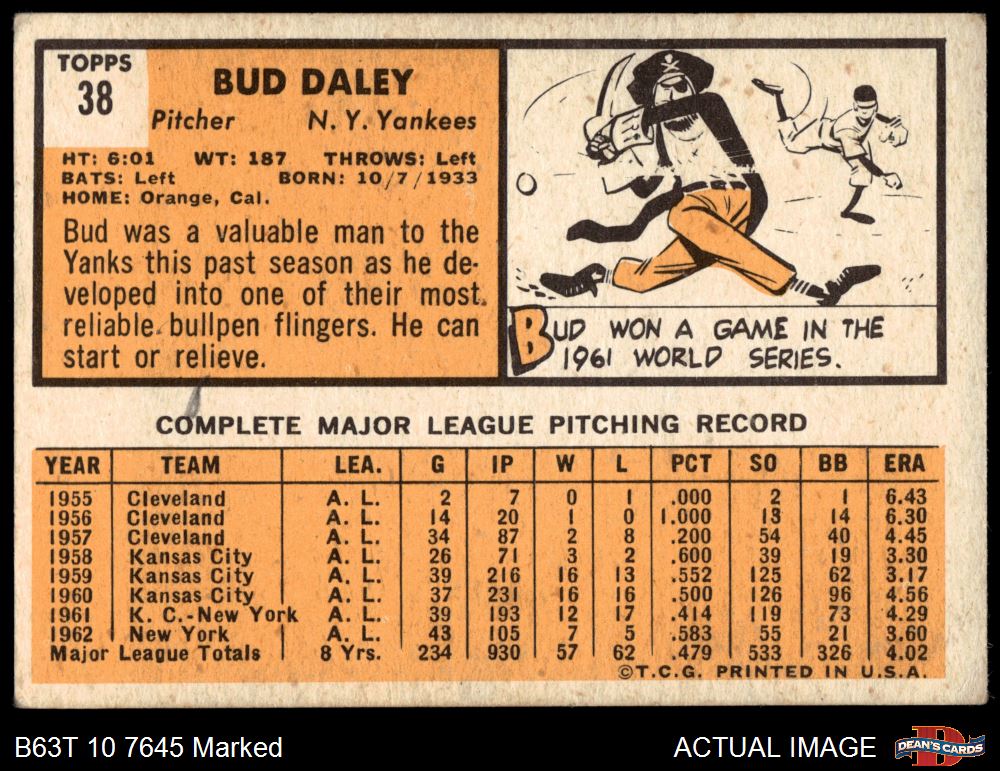 TOPPS
38
BUD DALEY
Pitcher N. Y. Yankees
HT: 6:01 WT: 187 THROWS: Left
BATS: Left BORN: 10/7/1933
HOME: Orange, Cal.
Bud was a valuable man to the
Yanks this past season as he de-
veloped into one of their most
reliable bullpen flingers. He can
start or relieve.
BUD WON A GAME IN THE
1961 WORLD SERIES.
COMPLETE MAJOR LEAGUE PITCHING RECORD
YEAR TEAM LEA. G IP W L PCT SO BB ERA
1955 Cleveland A. L. 2 7 0 1 .000 2 1 6.43
1956 Cleveland A. L. 14 20 1 0 1.000 13 14 6.30
1957 Cleveland A. L. 34 87 2 8 .200 54 40 4.45
1958 Kansas City A. L. 26 71 3 2 .600 39 19 3.30
1959 Kansas City A. L. 39 216 16 13 .552 125 62 3.17
1960 Kansas City A. L. 37 231 16 16 .500 126 96 4.56
1961 K. C.-New York A. L. 39 193 12 17 .414 119 73 4.29
1962 New York A. L. 43 105 7 5 .583 55 21 3.60
Major League Totals 8 Yrs. 234 930 57 62 .479 533 326 4.02
©T.C.G. PRINTED IN U.S.A.
B63T 10 7645 Marked
ACTUAL IMAGE
DEAN'S CARDS